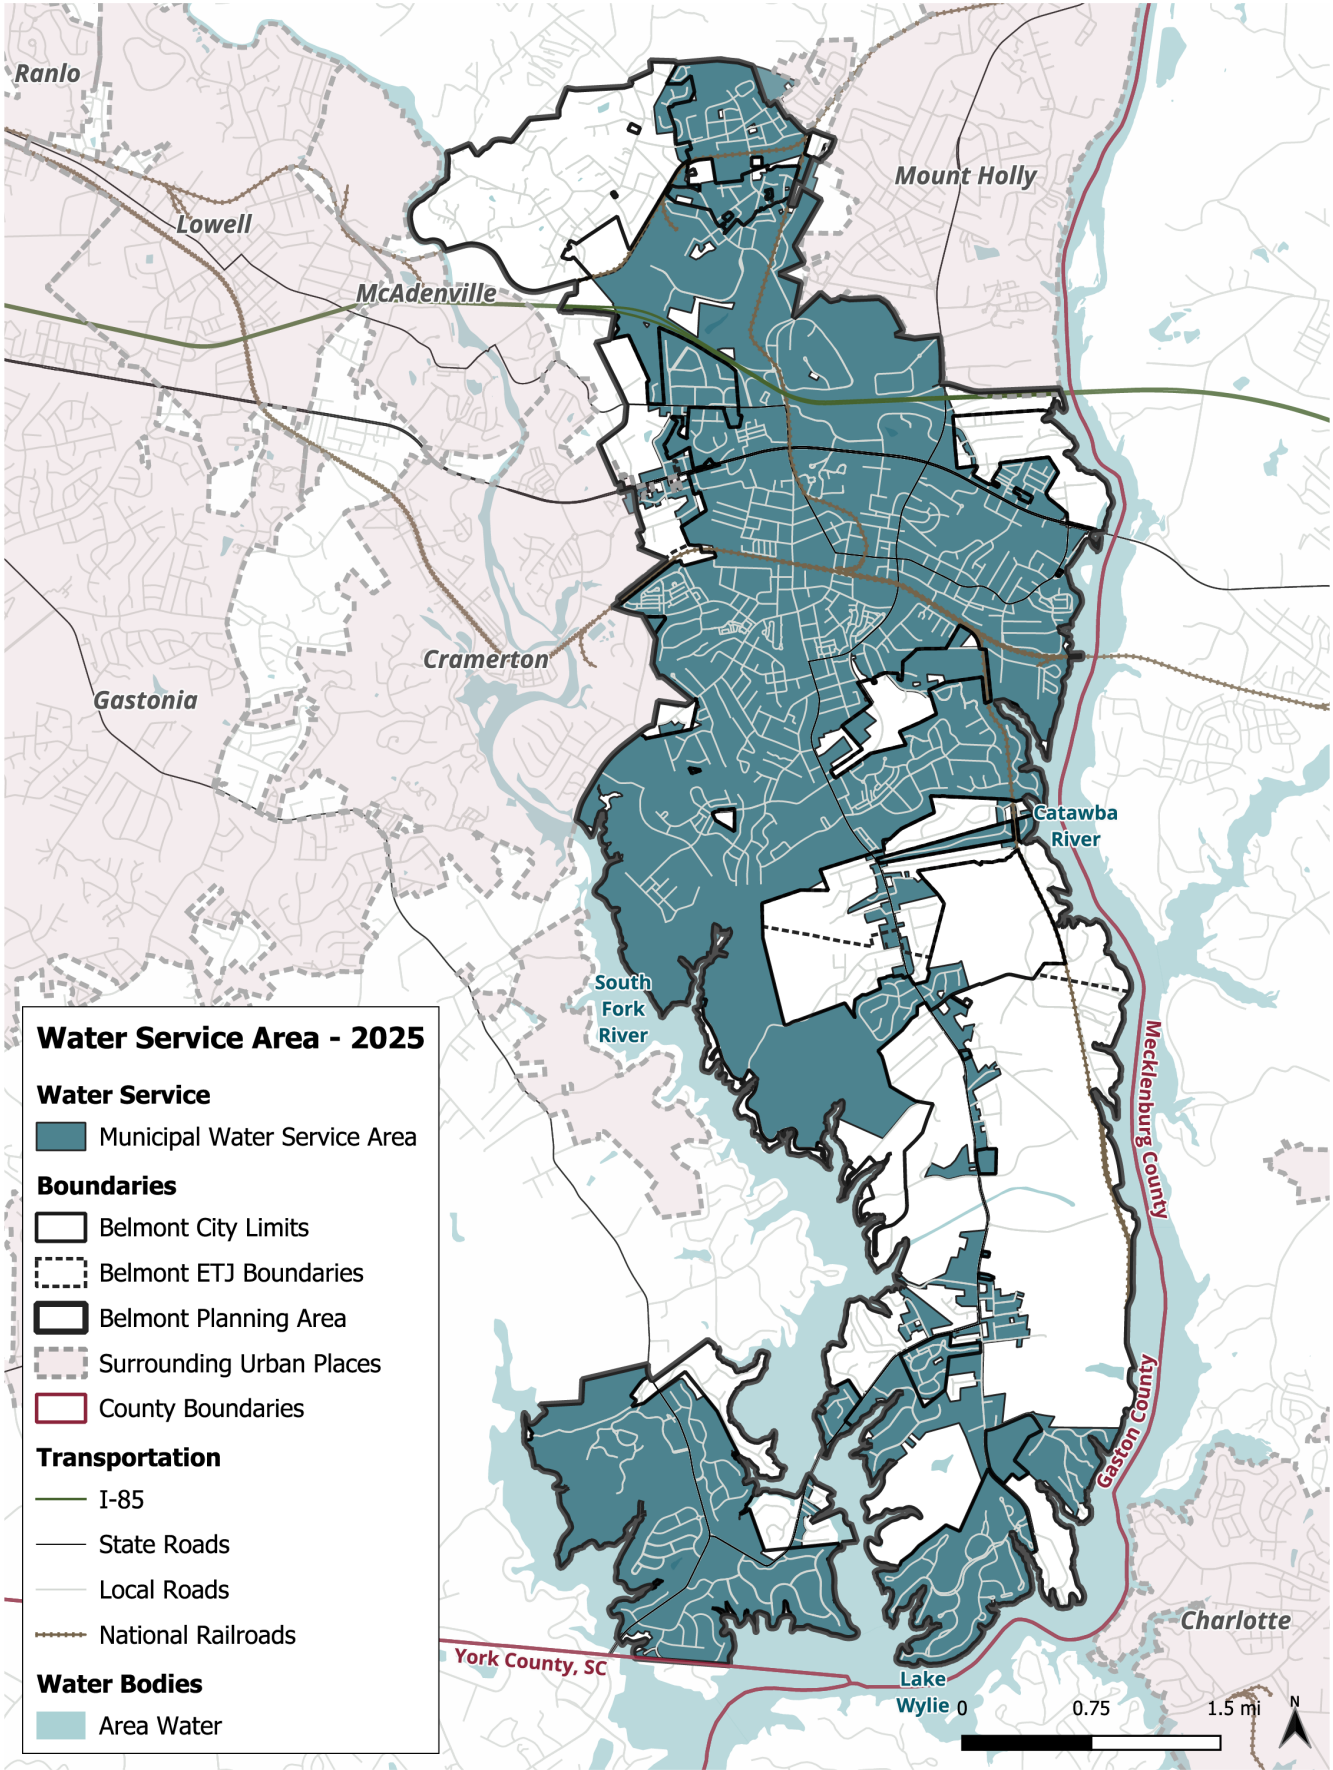 Ranlo
Mount Holly
Lowell
McAdenville
Cramerton
Gastonia
Catawba
River
South
Fork
River
Mecklenburg County
Gaston County
Water Service Area - 2025
Water Service
Municipal Water Service Area
Boundaries
Belmont City Limits
Belmont ETJ Boundaries
Belmont Planning Area
Surrounding Urban Places
County Boundaries
Transportation
I-85
State Roads
Local Roads
National Railroads
Water Bodies
Area Water
York County, SC
Charlotte
Lake
Wylie
0 0.75 1.5 mi
N